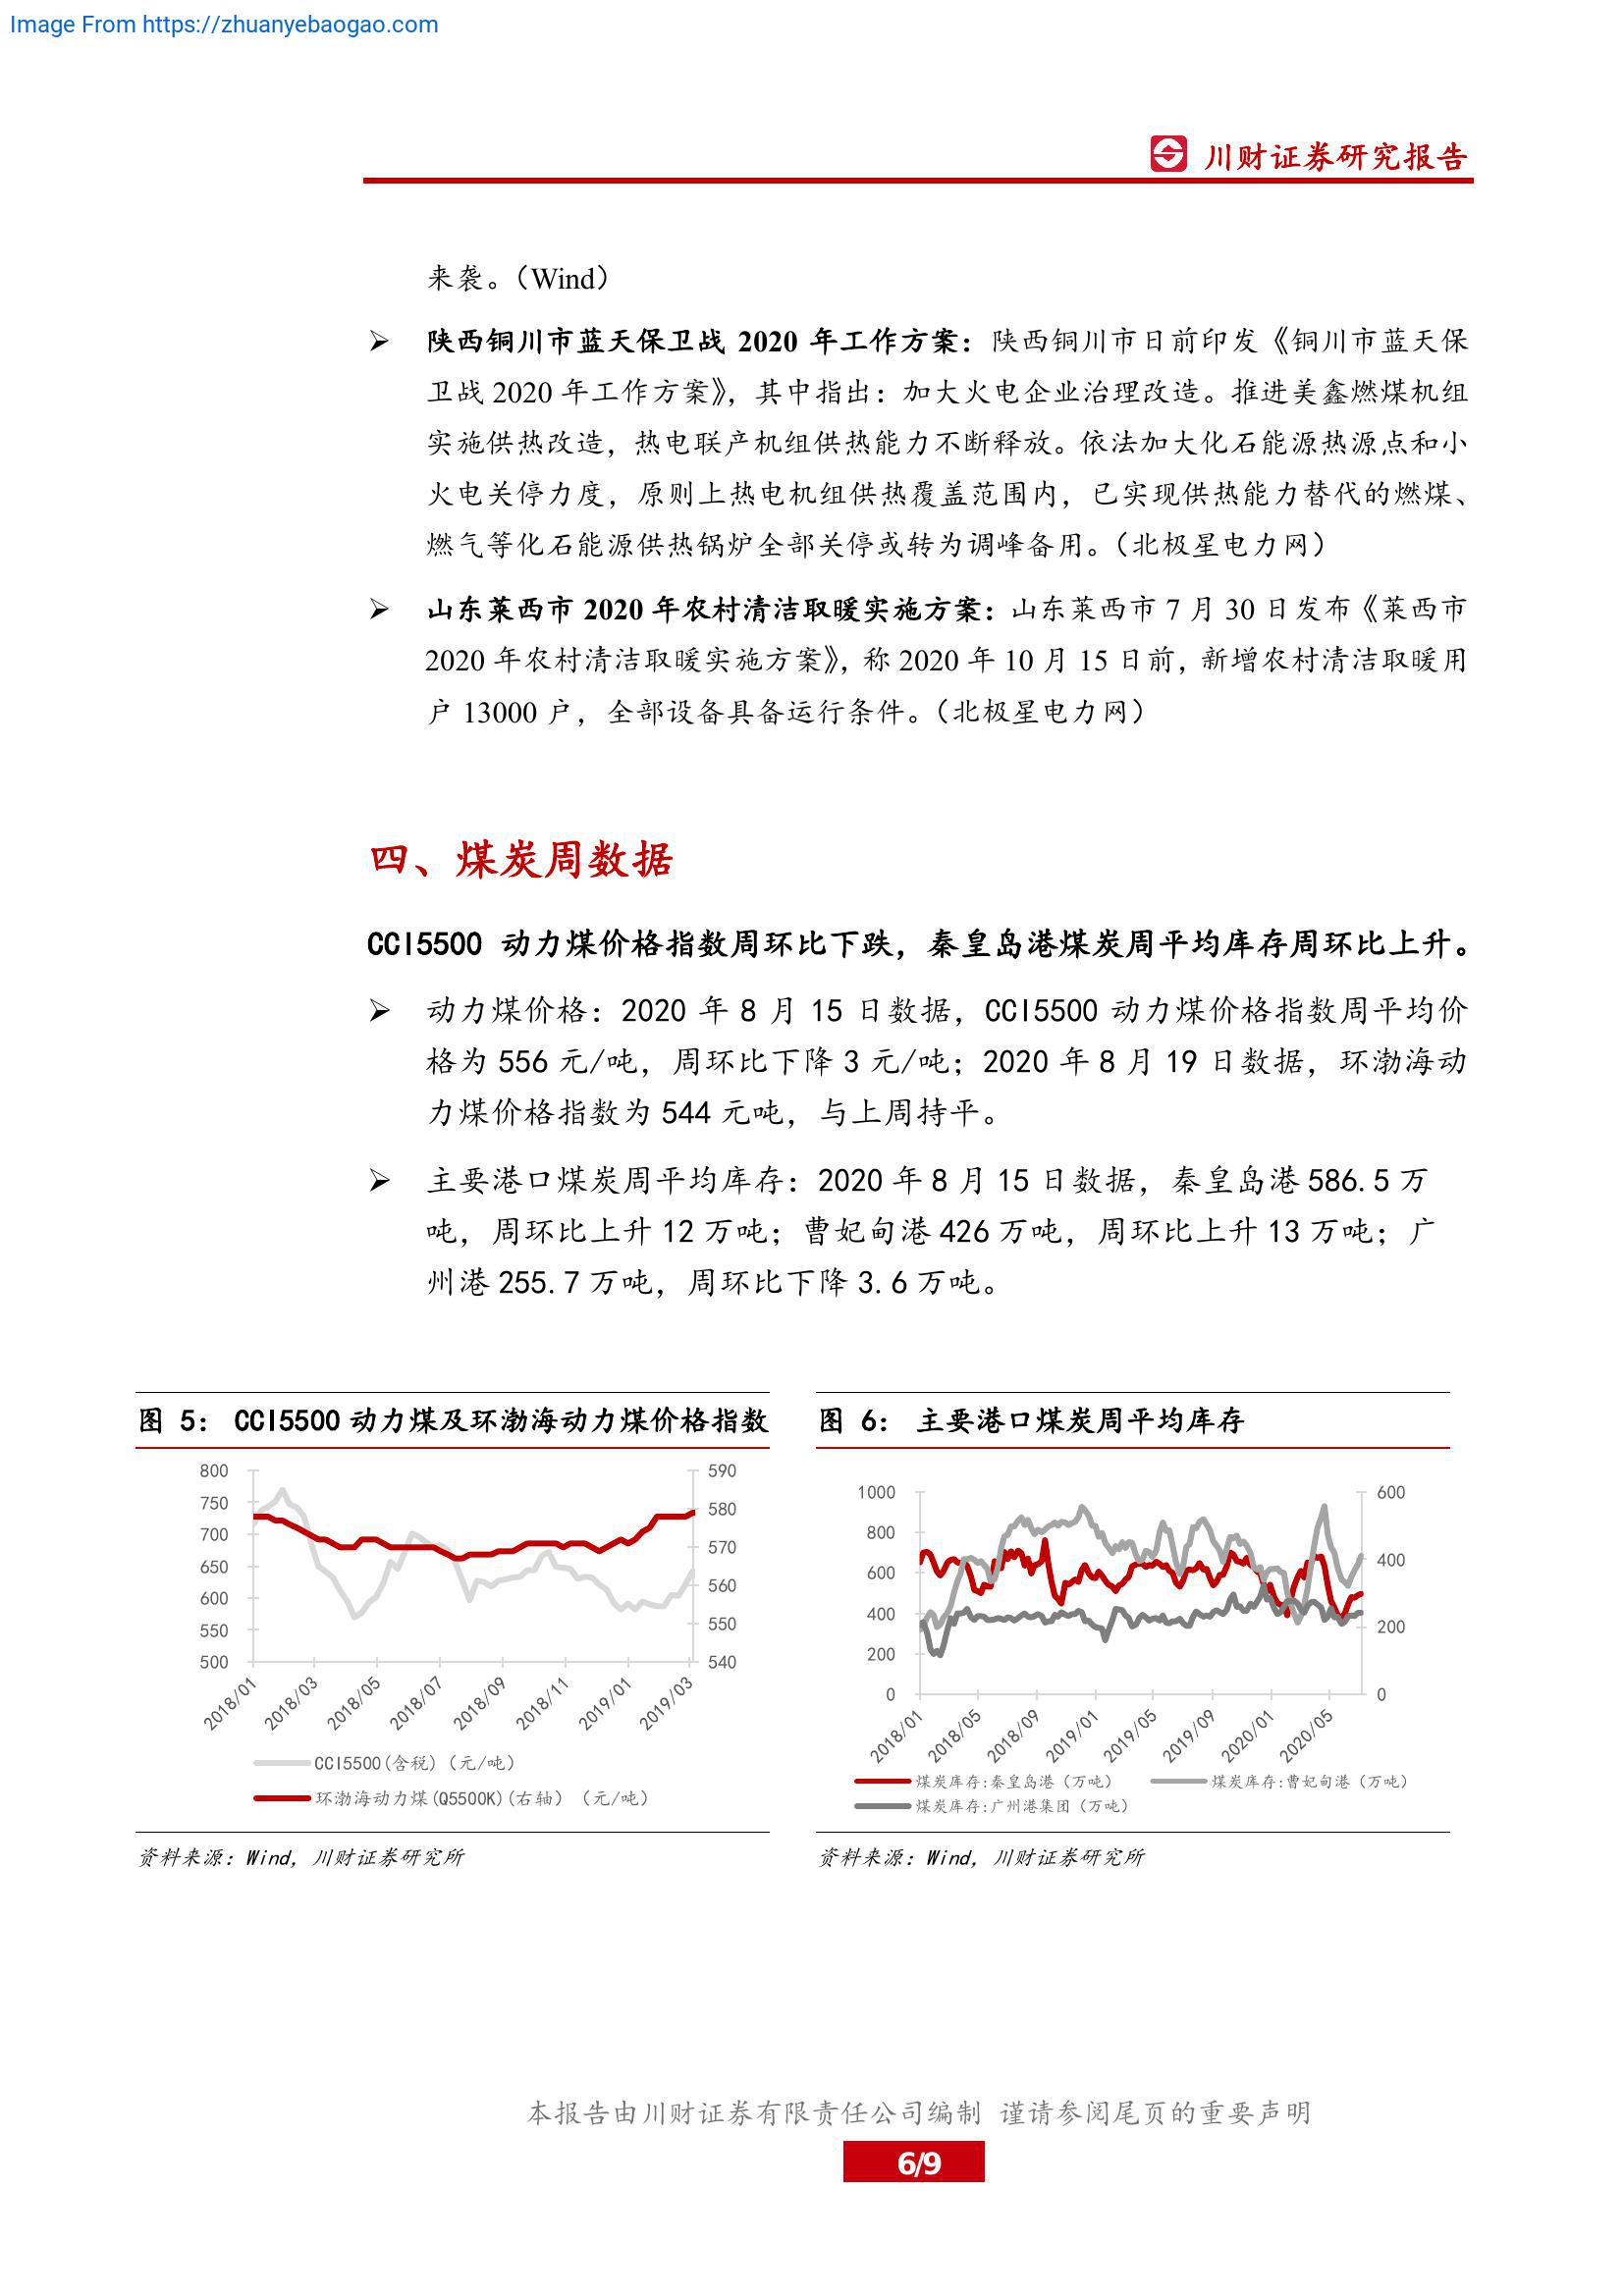 Image From https://zhuanyebaogao.com
川财证券研究报告
来袭。（Wind）
➢ 陕西铜川市蓝天保卫战 2020 年工作方案：陕西铜川市日前印发《铜川市蓝天保
卫战 2020 年工作方案》，其中指出：加大火电企业治理改造。推进美鑫燃煤机组
实施供热改造，热电联产机组供热能力不断释放。依法加大化石能源热源点和小
火电关停力度，原则上热电机组供热覆盖范围内，已实现供热能力替代的燃煤、
燃气等化石能源供热锅炉全部关停或转为调峰备用。（北极星电力网）
➢ 山东莱西市 2020 年农村清洁取暖实施方案：山东莱西市 7 月 30 日发布《莱西市
2020 年农村清洁取暖实施方案》，称 2020 年 10 月 15 日前，新增农村清洁取暖用
户 13000 户，全部设备具备运行条件。（北极星电力网）
四、煤炭周数据
CCI5500 动力煤价格指数周环比下跌，秦皇岛港煤炭周平均库存周环比上升。
➢ 动力煤价格：2020 年 8 月 15 日数据，CCI5500 动力煤价格指数周平均价
格为 556 元/吨，周环比下降 3 元/吨；2020 年 8 月 19 日数据，环渤海动
力煤价格指数为 544 元吨，与上周持平。
➢ 主要港口煤炭周平均库存：2020 年 8 月 15 日数据，秦皇岛港 586.5 万
吨，周环比上升 12 万吨；曹妃甸港 426 万吨，周环比上升 13 万吨；广
州港 255.7 万吨，周环比下降 3.6 万吨。
图 5： CCI5500 动力煤及环渤海动力煤价格指数
800
750
700
650
600
550
500
590
580
570
560
550
540
2018/01
2018/03
2018/05
2018/07
2018/09
2018/11
2019/01
2019/03
CCI5500(含税)（元/吨）
环渤海动力煤(Q5500K)(右轴）（元/吨）
资料来源：Wind，川财证券研究所
图 6： 主要港口煤炭周平均库存
1000
800
600
400
200
0
600
400
200
0
2018/01
2018/05
2018/09
2019/01
2019/05
2019/09
2020/01
2020/05
煤炭库存:秦皇岛港（万吨）
煤炭库存:曹妃甸港（万吨）
煤炭库存:广州港集团（万吨）
资料来源：Wind，川财证券研究所
本报告由川财证券有限责任公司编制 谨请参阅尾页的重要声明
6/9